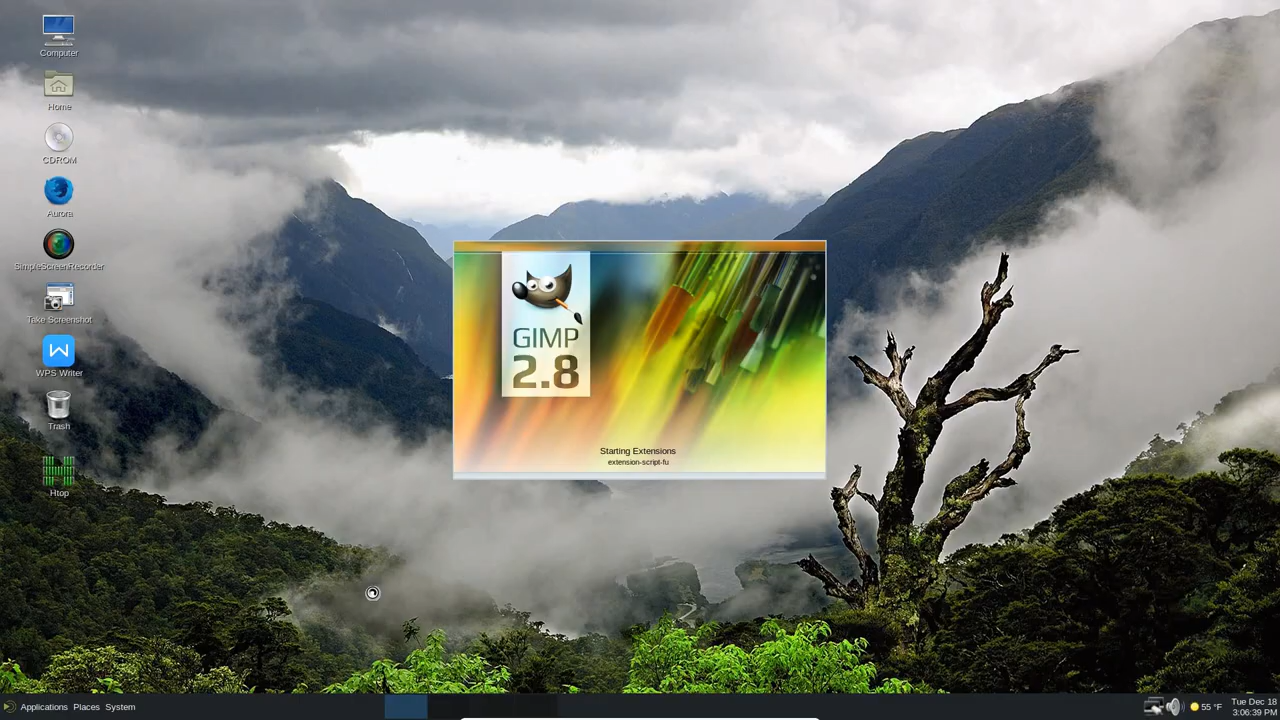 Computer
Home
CDROM
Aurora
SimpleScreenRecorder
Take Screenshot
WPS Writer
Trash
Htop
GIMP
2.8
Starting Extensions
extension-script-fu
Applications Places System
55 °F
Tue Dec 18
3:06:39 PM